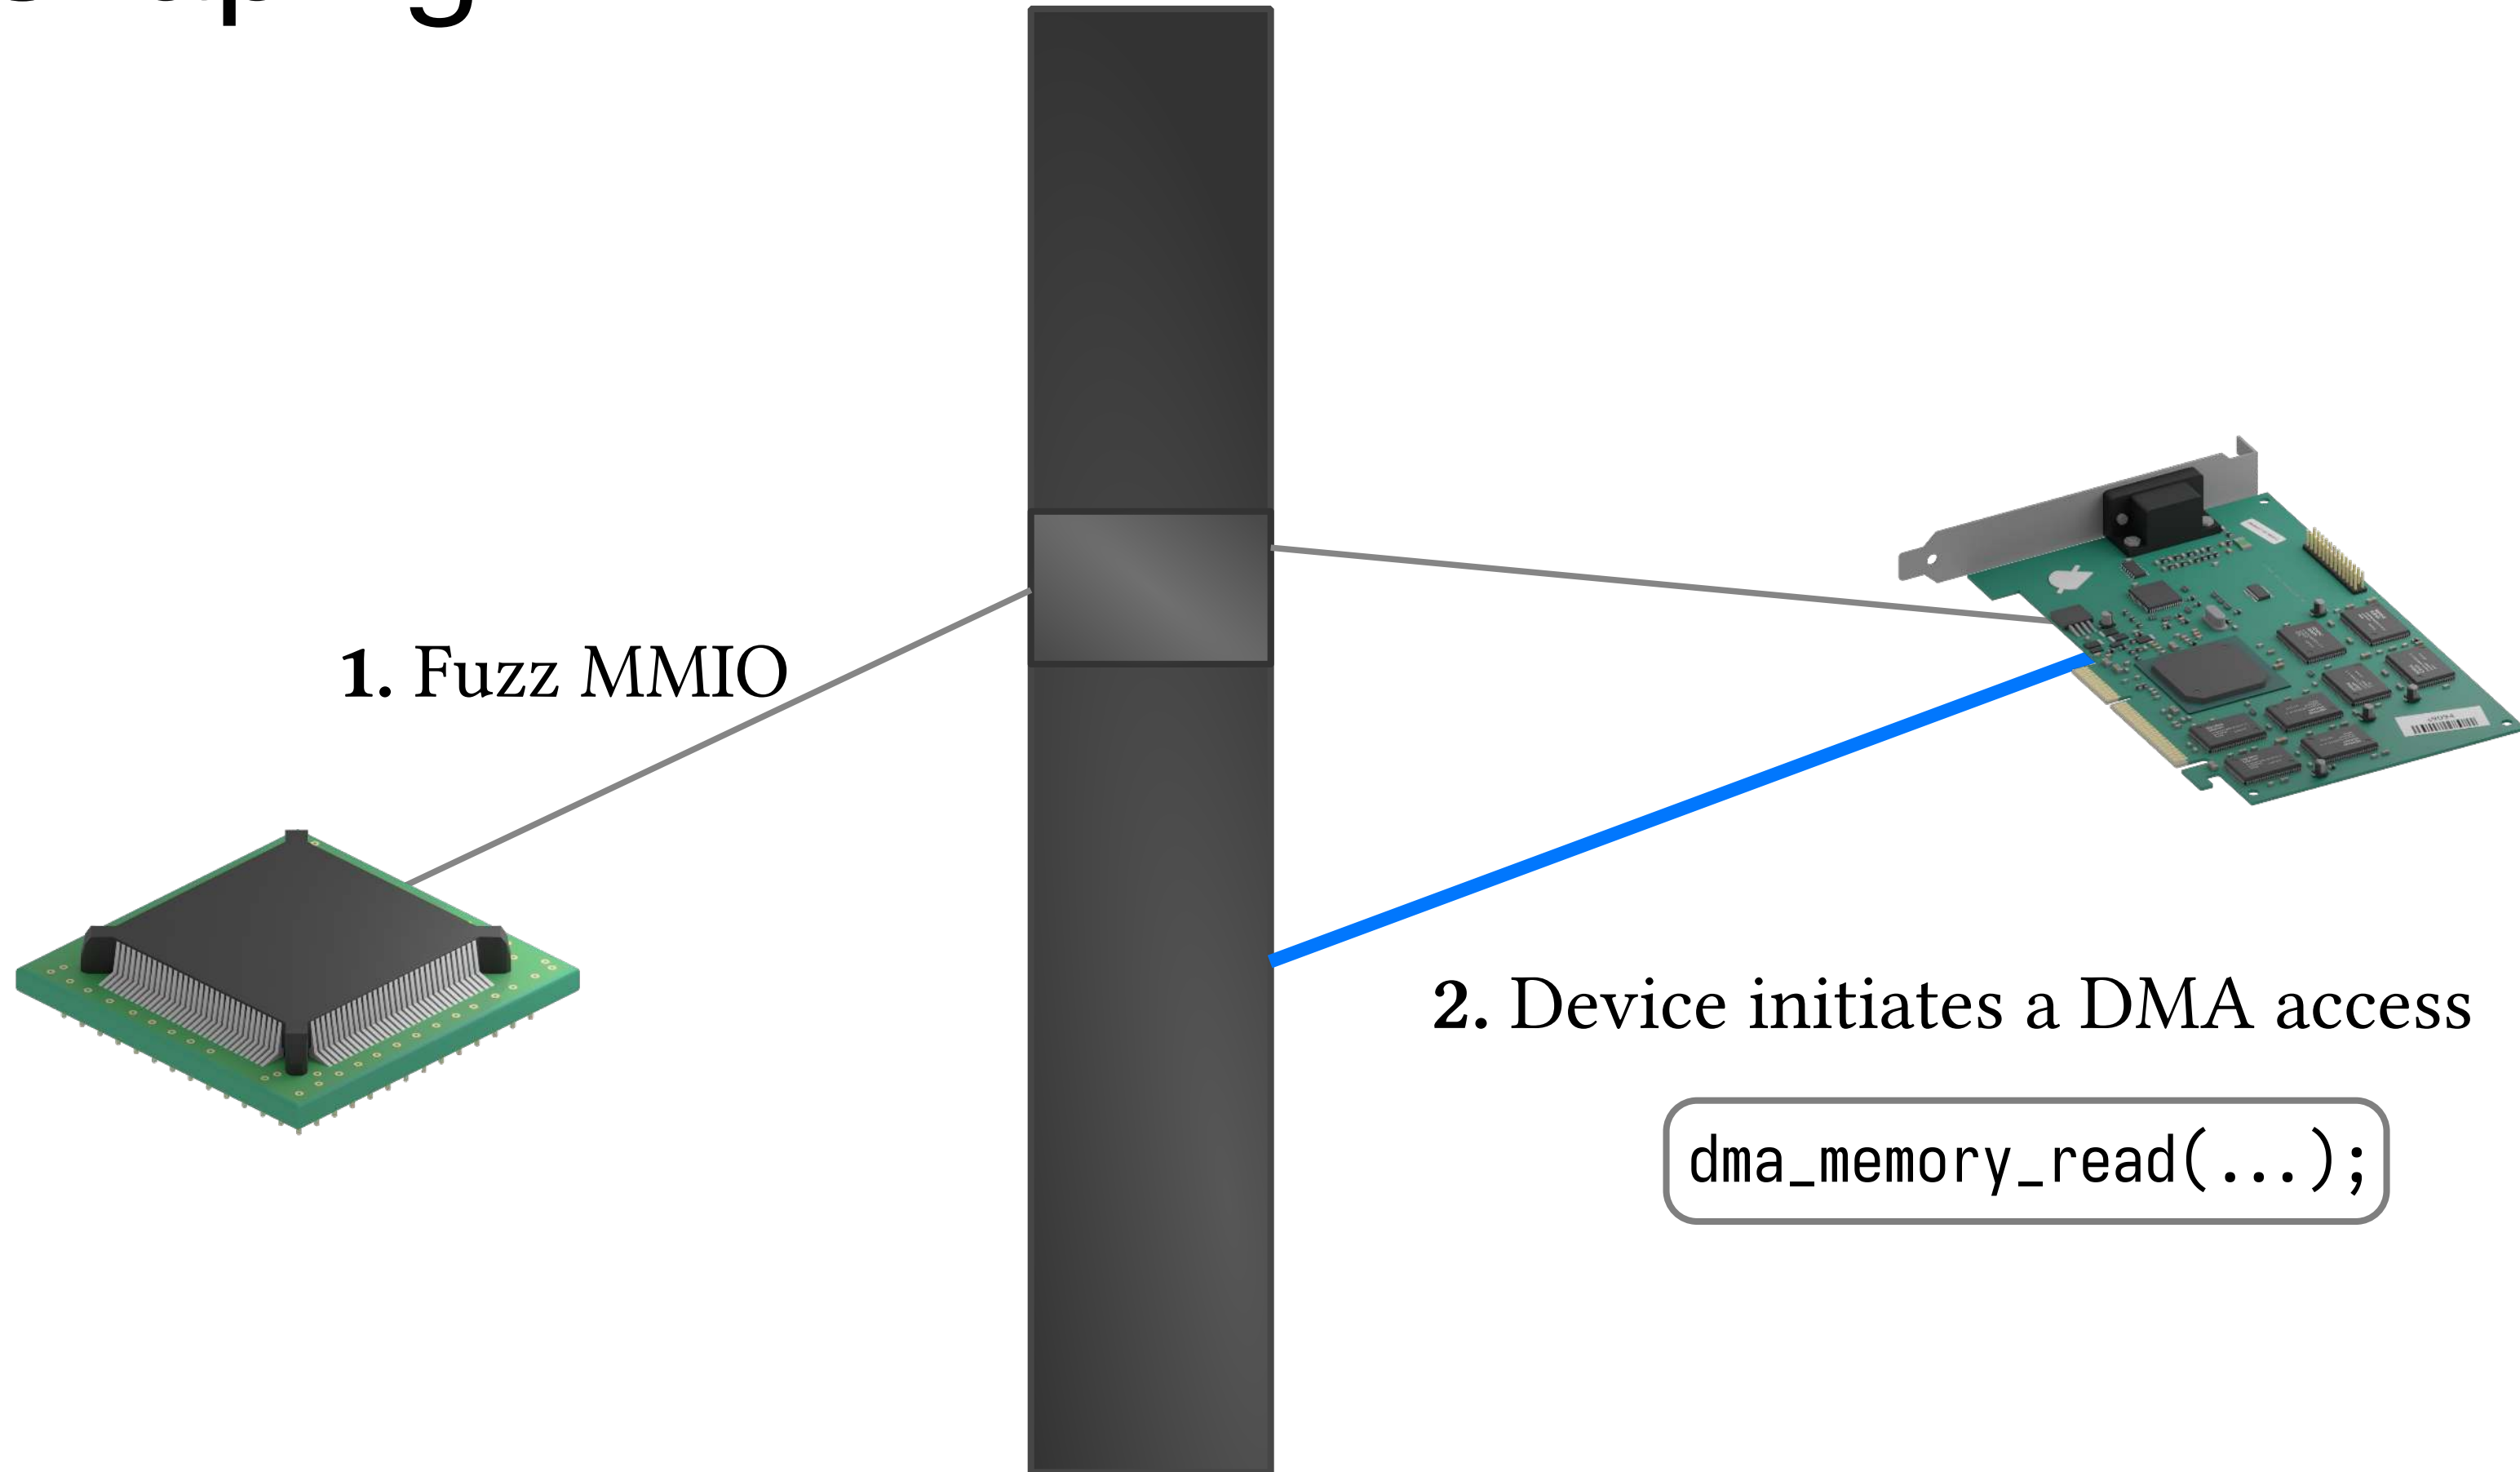 1. Fuzz MMIO
2. Device initiates a DMA access
dma_memory_read(...);